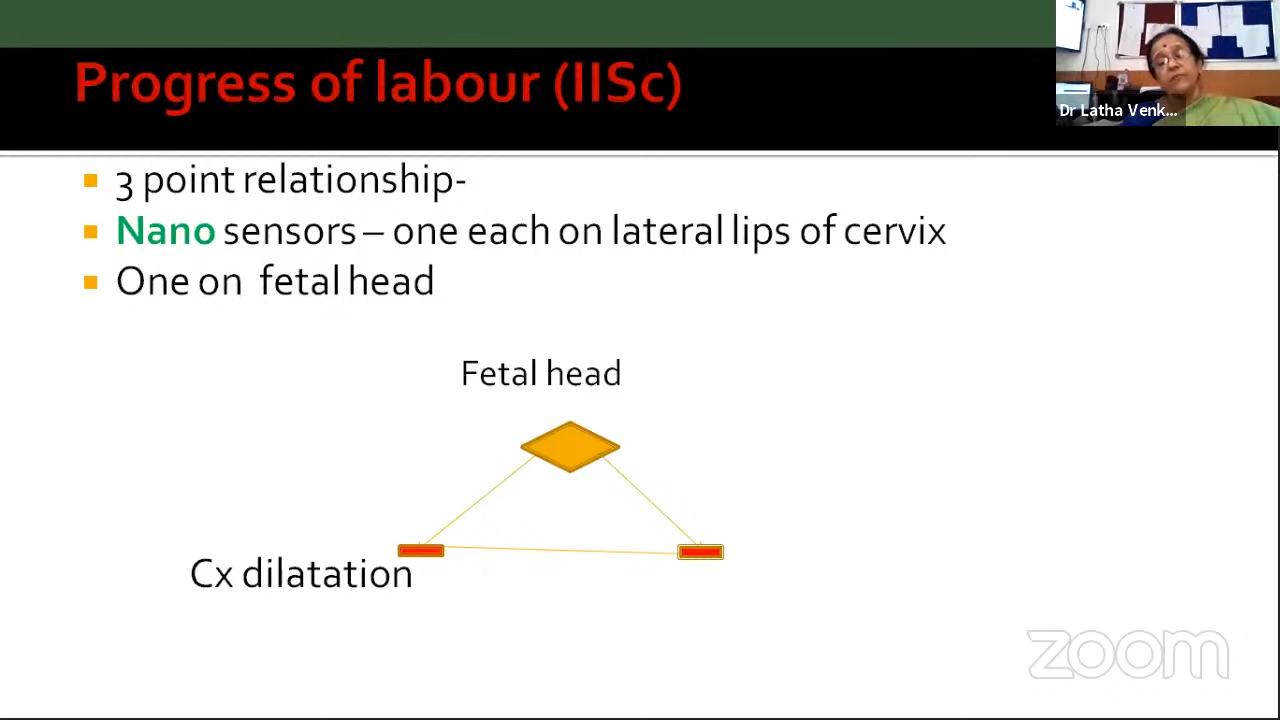 Progress of labour (IISc)
Dr Latha Venk...
3 point relationship-
Nano sensors – one each on lateral lips of cervix
One on fetal head
Fetal head
Cx dilatation
zoom